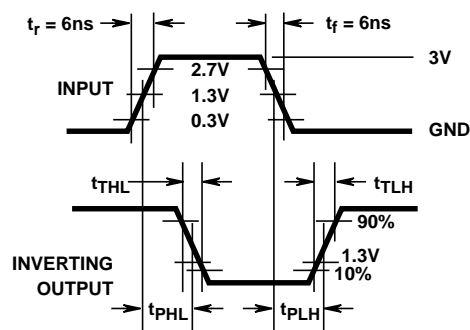 tr = 6ns
tf = 6ns
3V
2.7V
INPUT
1.3V
0.3V
GND
tTHL
tTLH
90%
1.3V
INVERTING
10%
OUTPUT
tPHL
tPLH